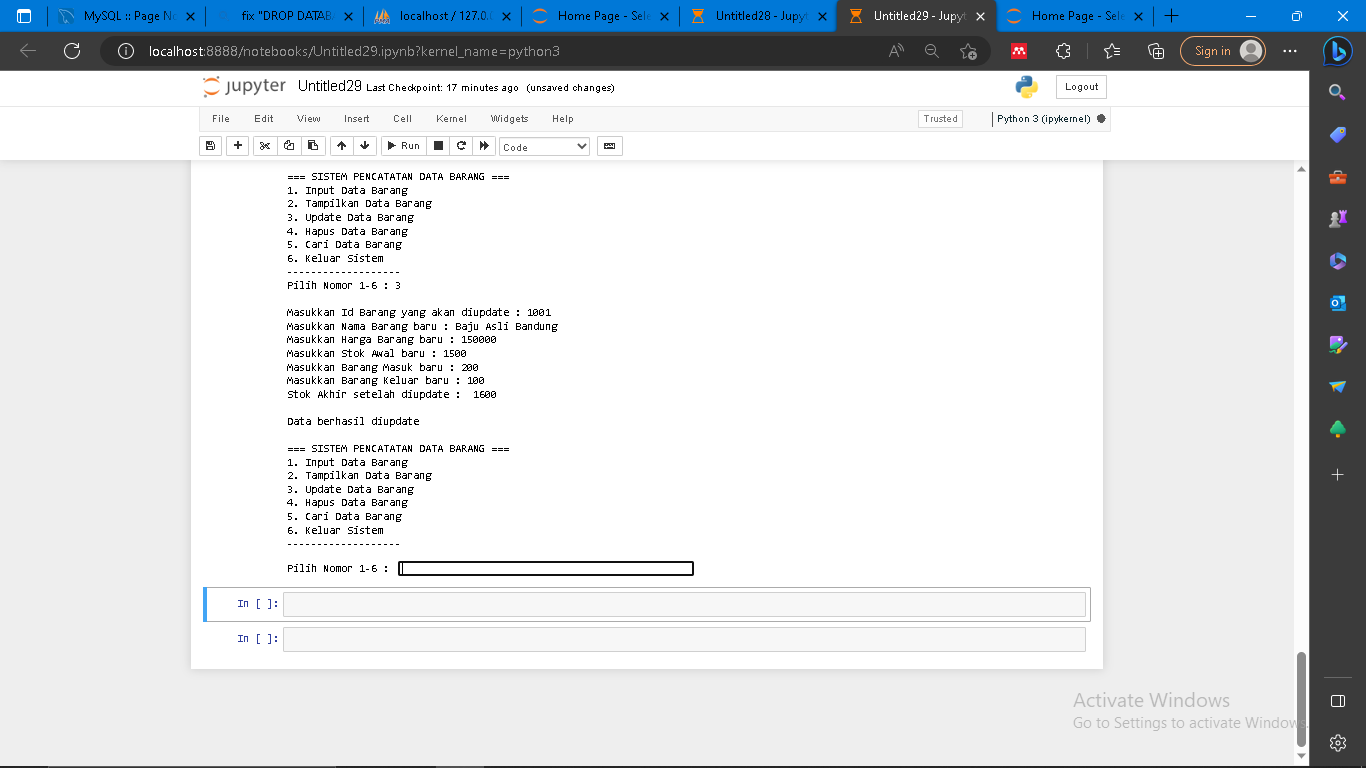 MySQL :: Page N
fix "DROP DATAB
localhost / 127.0.
Home Page - Sele
Untitled28 - Jupyt
Untitled29 - Jupyt
Home Page - Sele
localhost:8888/notebooks/Untitled29.ipynb?kernel_name=python3
Sign in
jupyter Untitled29 Last Checkpoint: 17 minutes ago (unsaved changes)
Logout
File Edit View Insert Cell Kernel Widgets Help
Trusted
Python 3 (ipykernel)
Run
Code
=== SISTEM PENCATATAN DATA BARANG ===
1. Input Data Barang
2. Tampilkan Data Barang
3. Update Data Barang
4. Hapus Data Barang
5. Cari Data Barang
6. Keluar Sistem
-------------------
Pilih Nomor 1-6 : 3
Masukkan Id Barang yang akan diupdate : 1001
Masukkan Nama Barang baru : Baju Asli Bandung
Masukkan Harga Barang baru : 150000
Masukkan Stok Awal baru : 1500
Masukkan Barang Masuk baru : 200
Masukkan Barang Keluar baru : 100
Stok Akhir setelah diupdate :  1600
Data berhasil diupdate
=== SISTEM PENCATATAN DATA BARANG ===
1. Input Data Barang
2. Tampilkan Data Barang
3. Update Data Barang
4. Hapus Data Barang
5. Cari Data Barang
6. Keluar Sistem
-------------------
Pilih Nomor 1-6 :
In [ ]:
In [ ]:
Activate Windows
Go to Settings to activate Windows.